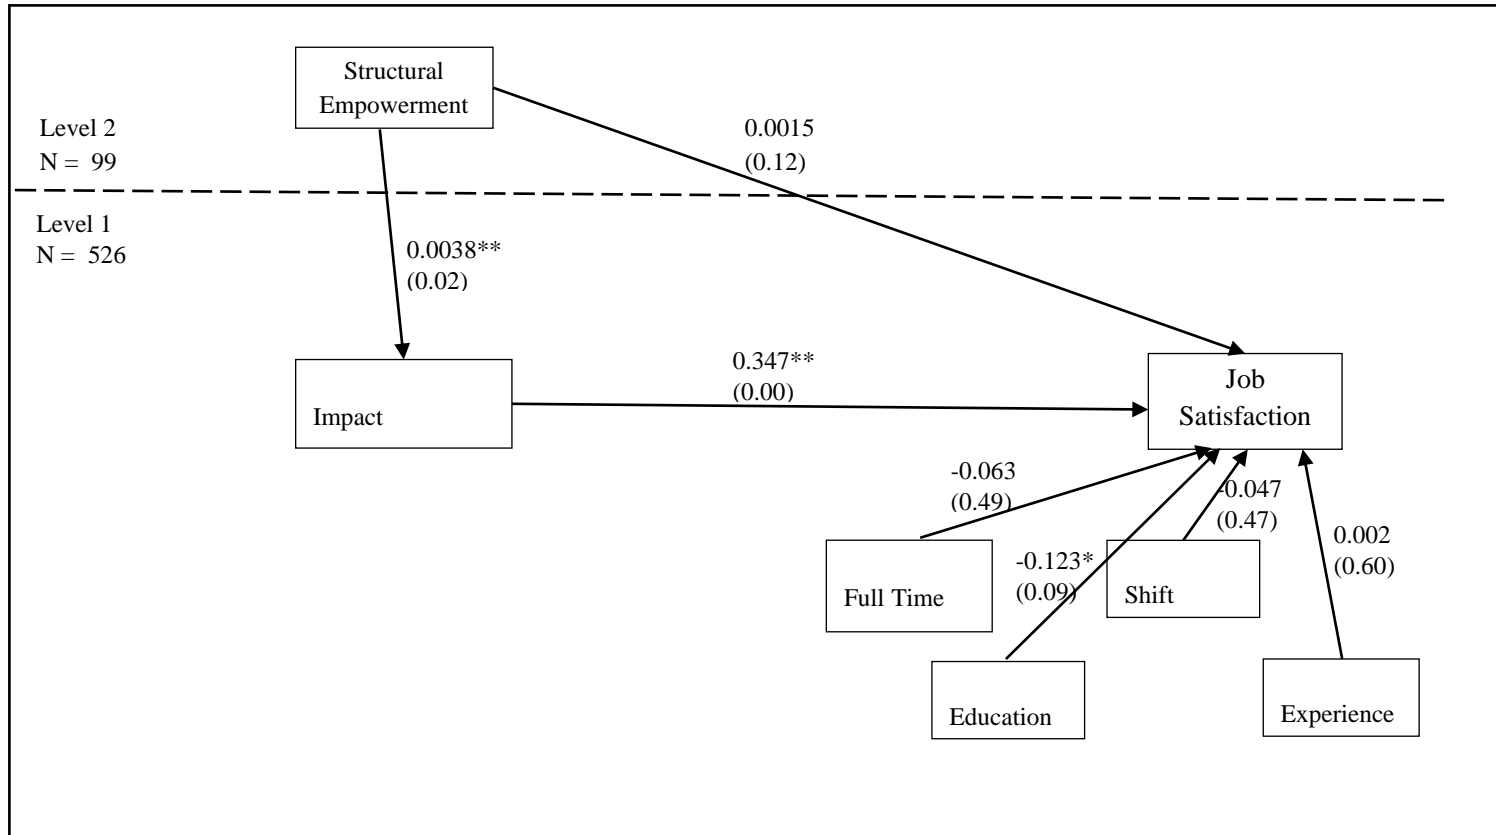 Structural
Empowerment
Level 2
N = 99
0.0015
(0.12)
Level 1
N = 526
0.0038**
(0.02)
0.347**
(0.00)
Impact
Job
Satisfaction
-0.063
(0.49)
-0.047
(0.47)
0.002
(0.60)
-0.123*
(0.09)
Full Time
Shift
Education
Experience